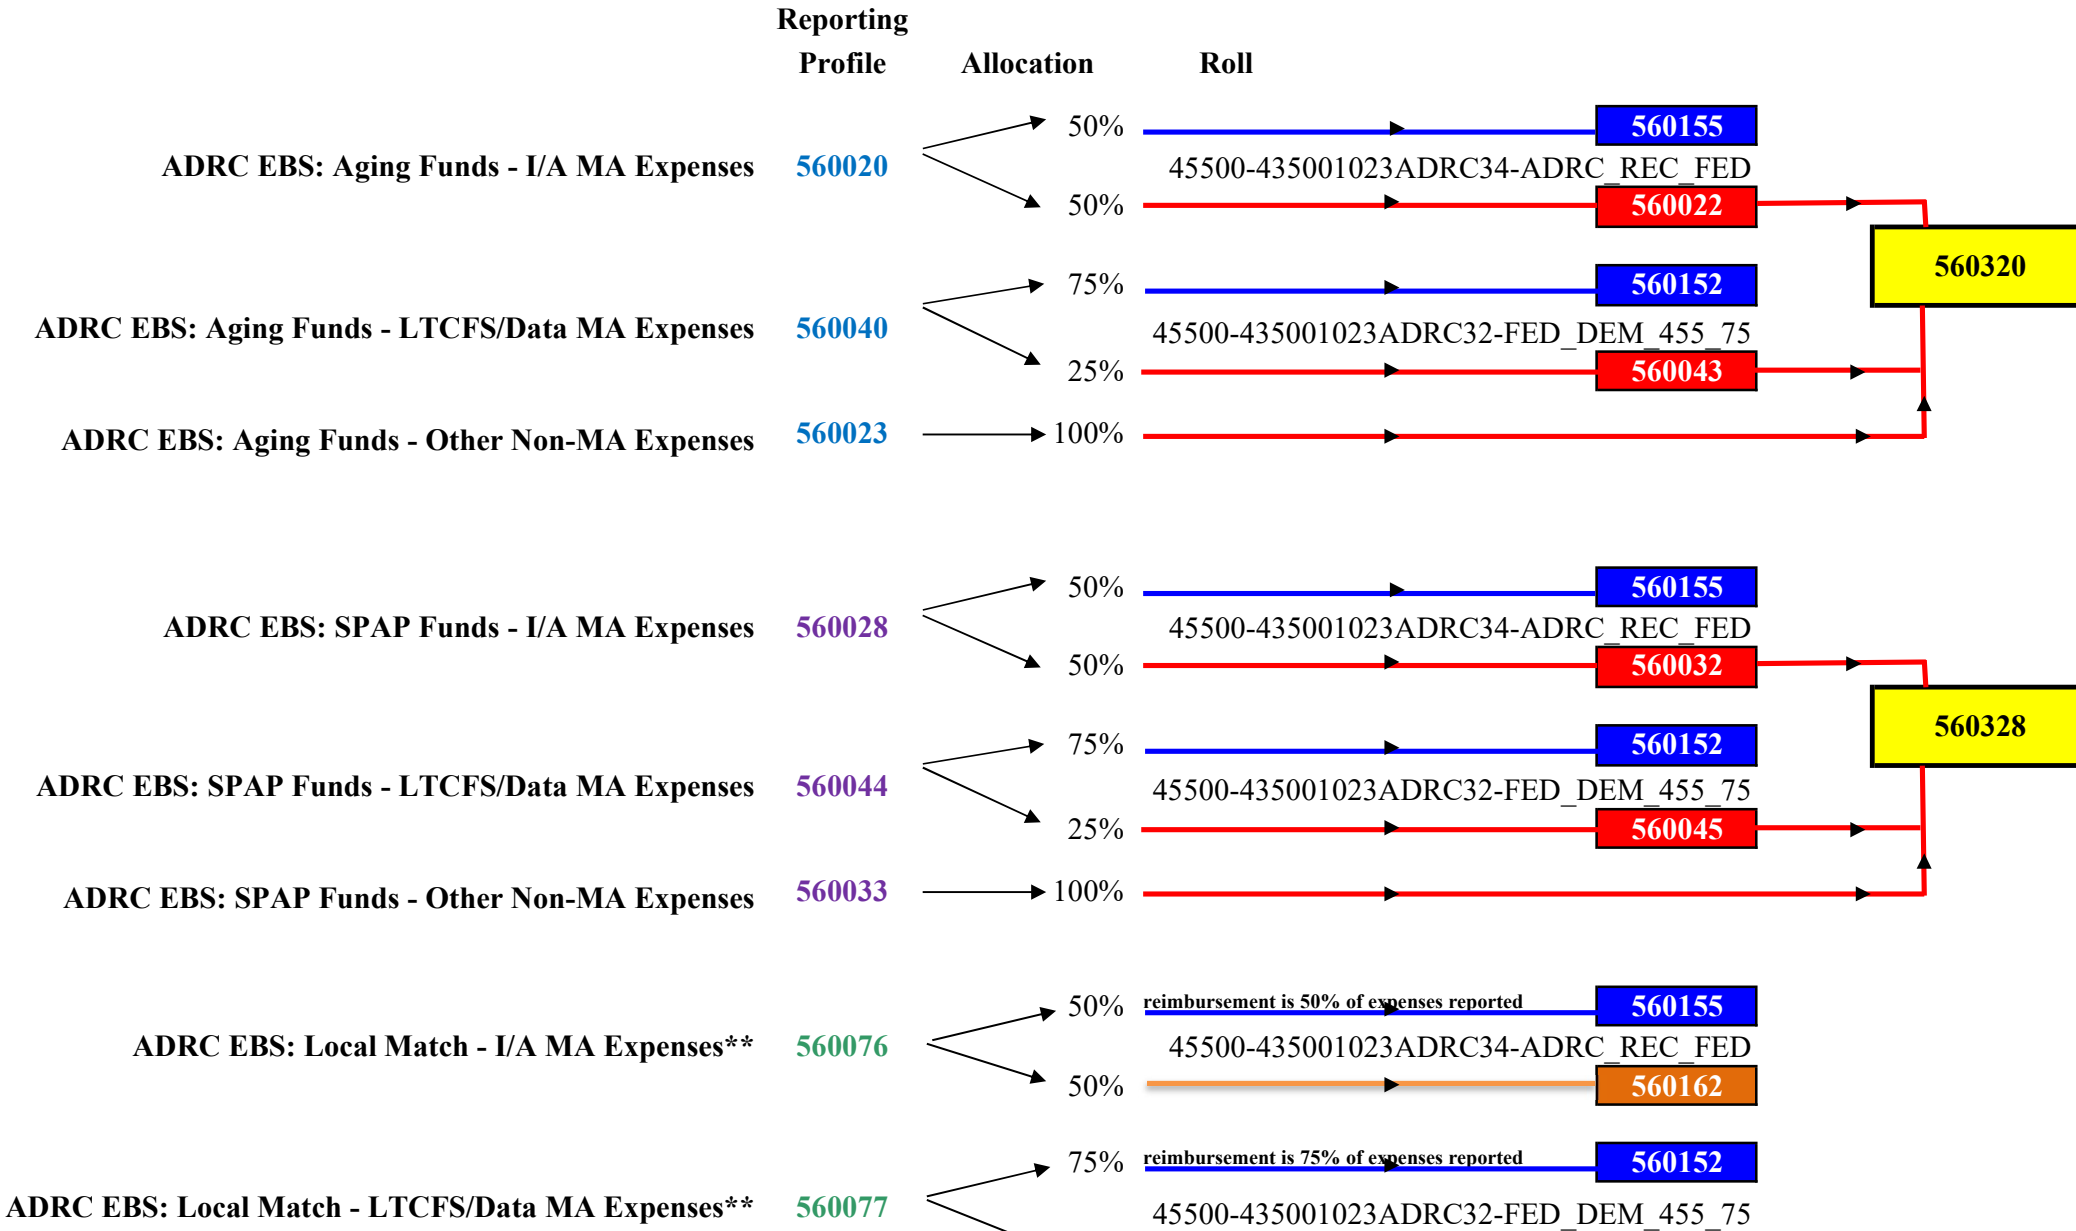 Reporting
Profile Allocation Roll
50% 560155
ADRC EBS: Aging Funds - I/A MA Expenses 560020 45500-435001023ADRC34-ADRC_REC_FED
50% 560022
560320
75% 560152
ADRC EBS: Aging Funds - LTCFS/Data MA Expenses 560040 45500-435001023ADRC32-FED_DEM_455_75
25% 560043
ADRC EBS: Aging Funds - Other Non-MA Expenses 560023 100%
50% 560155
ADRC EBS: SPAP Funds - I/A MA Expenses 560028 45500-435001023ADRC34-ADRC_REC_FED
50% 560032
560328
75% 560152
ADRC EBS: SPAP Funds - LTCFS/Data MA Expenses 560044 45500-435001023ADRC32-FED_DEM_455_75
25% 560045
ADRC EBS: SPAP Funds - Other Non-MA Expenses 560033 100%
50% reimbursement is 50% of expenses reported 560155
ADRC EBS: Local Match - I/A MA Expenses** 560076 45500-435001023ADRC34-ADRC_REC_FED
50% 560162
75% reimbursement is 75% of expenses reported 560152
ADRC EBS: Local Match - LTCFS/Data MA Expenses** 560077 45500-435001023ADRC32-FED_DEM_455_75